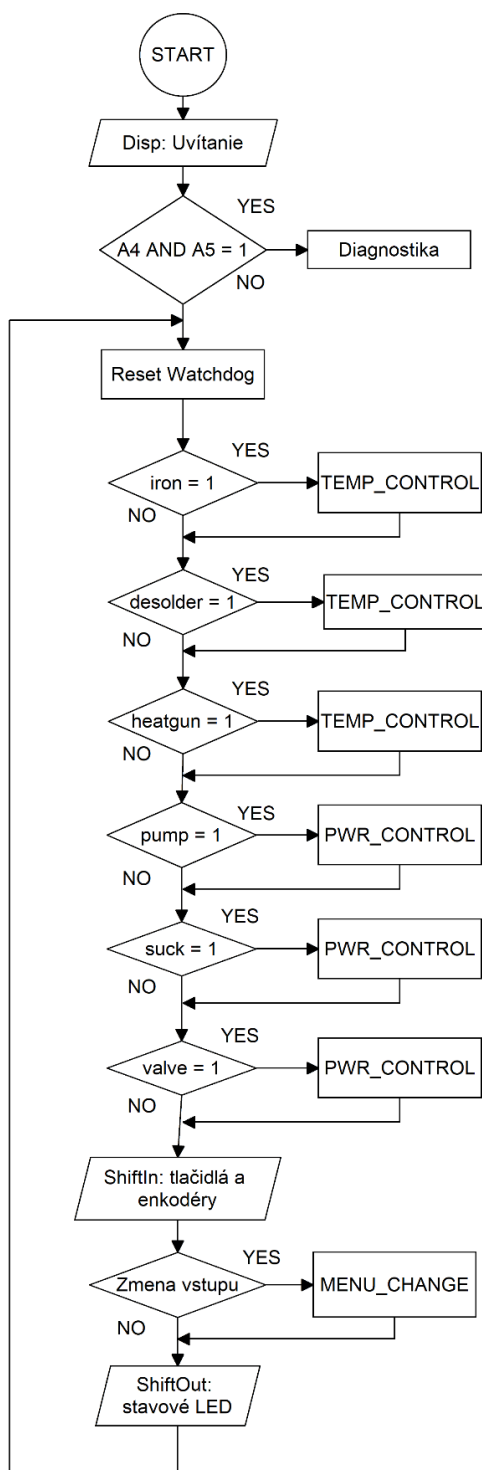 START
Disp: Uvítanie
YES
A4 AND A5 = 1
Diagnostika
NO
Reset Watchdog
YES
iron = 1
TEMP_CONTROL
NO
YES
desolder = 1
TEMP_CONTROL
NO
YES
heatgun = 1
TEMP_CONTROL
NO
YES
pump = 1
PWR_CONTROL
NO
YES
suck = 1
PWR_CONTROL
NO
YES
valve = 1
PWR_CONTROL
NO
ShiftIn: tlačidlá a
enkodéry
YES
Zmena vstupu
MENU_CHANGE
NO
ShiftOut:
stavové LED